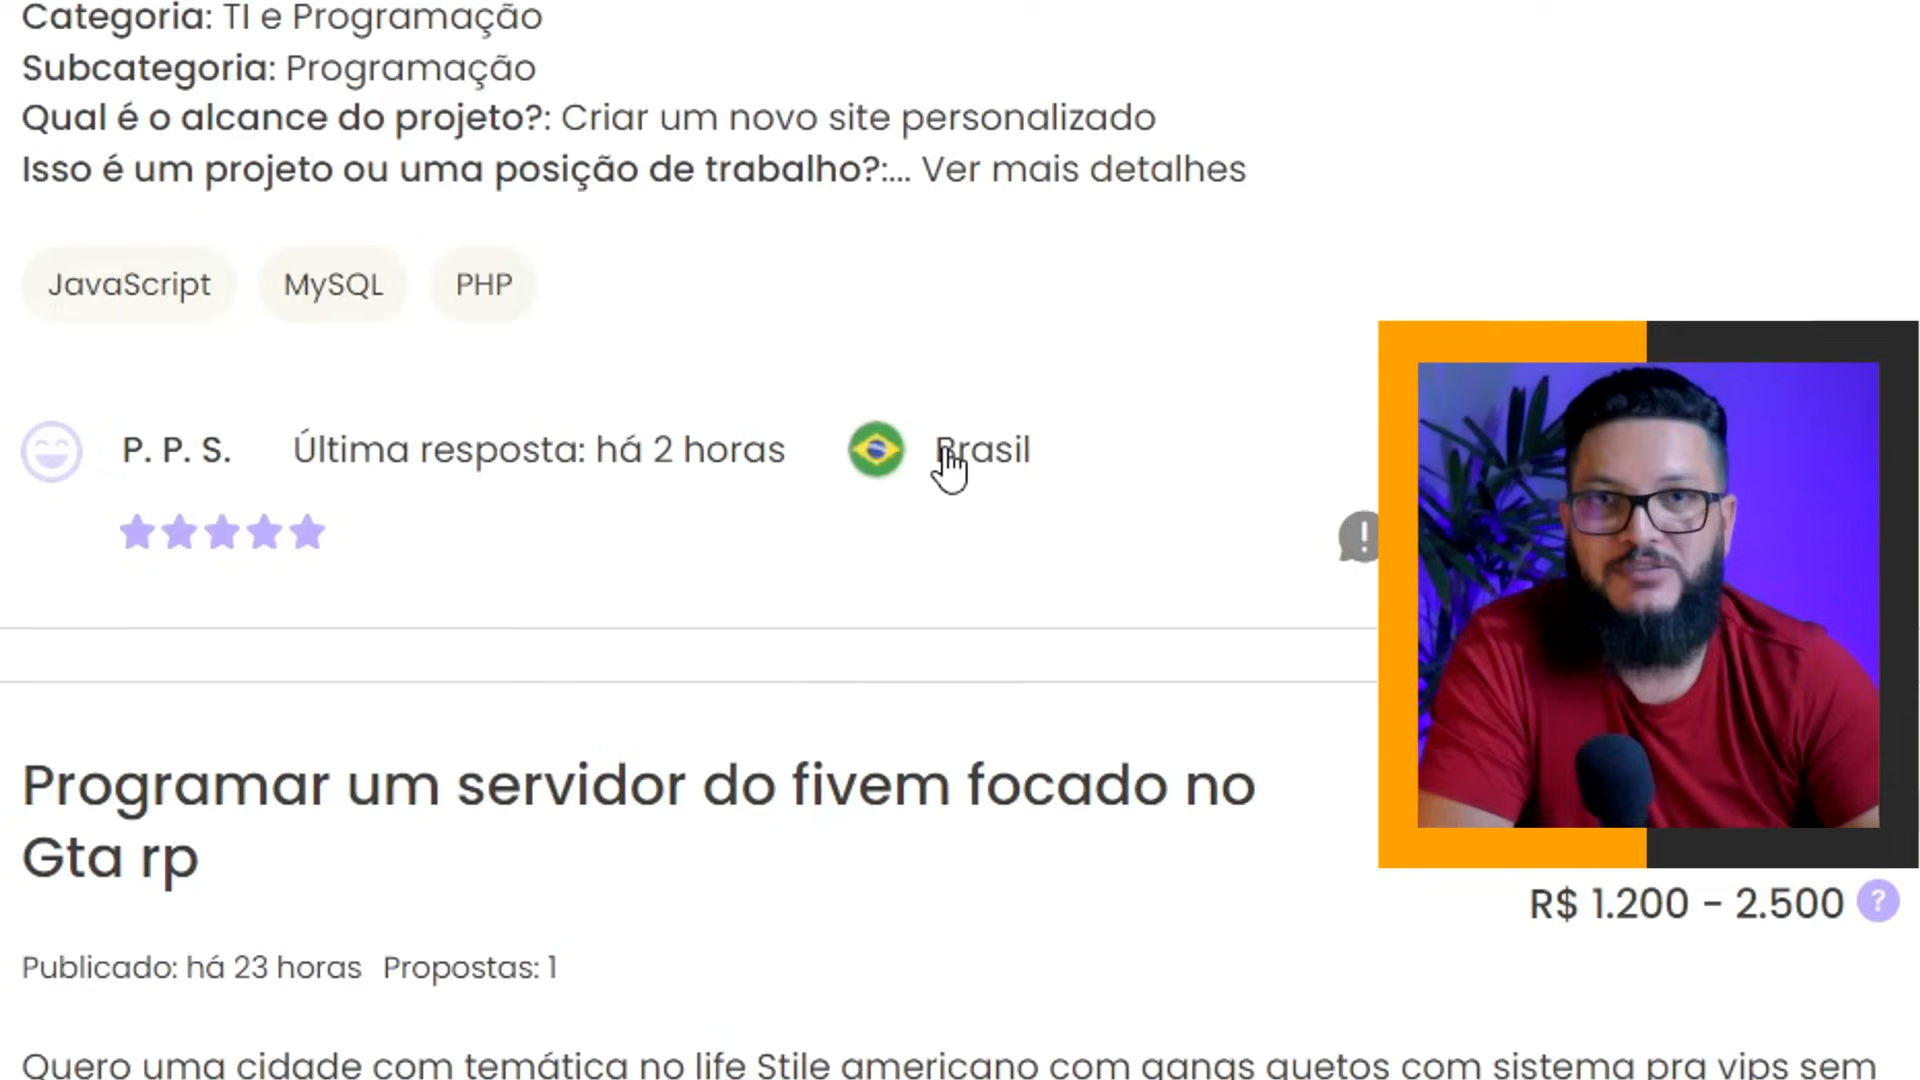 Categoria: TI e Programação
Subcategoria: Programação
Qual é o alcance do projeto?: Criar um novo site personalizado
Isso é um projeto ou uma posição de trabalho?:... Ver mais detalhes
JavaScript MySQL PHP
P. P. S. Última resposta: há 2 horas Brasil
Programar um servidor do fivem focado no
Gta rp
R$ 1.200 - 2.500 ?
Publicado: há 23 horas Propostas: 1
Quero uma cidade com temática no life Stile americano com gangs guetos com sistema pra vips sem